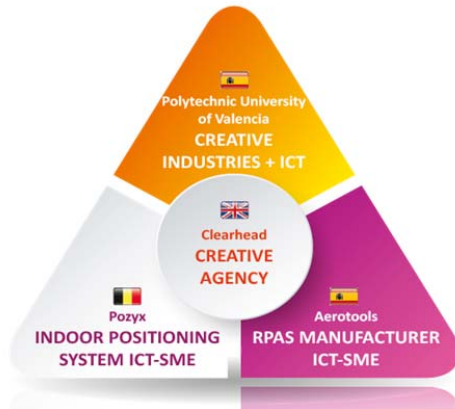 Polytechnic University
of Valencia
CREATIVE
INDUSTRIES + ICT
Clearhead
CREATIVE
AGENCY
Pozyx
INDOOR POSITIONING
SYSTEM ICT-SME
Aerotools
RPAS MANUFACTURER
ICT-SME